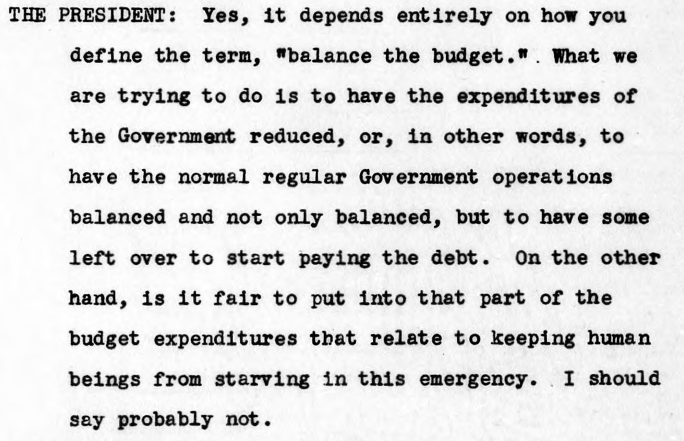 THE PRESIDENT: Yes, it depends entirely on how you
define the term, "balance the budget." What we
are trying to do is to have the expenditures of
the Government reduced, or, in other words, to
have the normal regular Government operations
balanced and not only balanced, but to have some
left over to start paying the debt. On the other
hand, is it fair to put into that part of the
budget expenditures that relate to keeping human
beings from starving in this emergency. I should
say probably not.